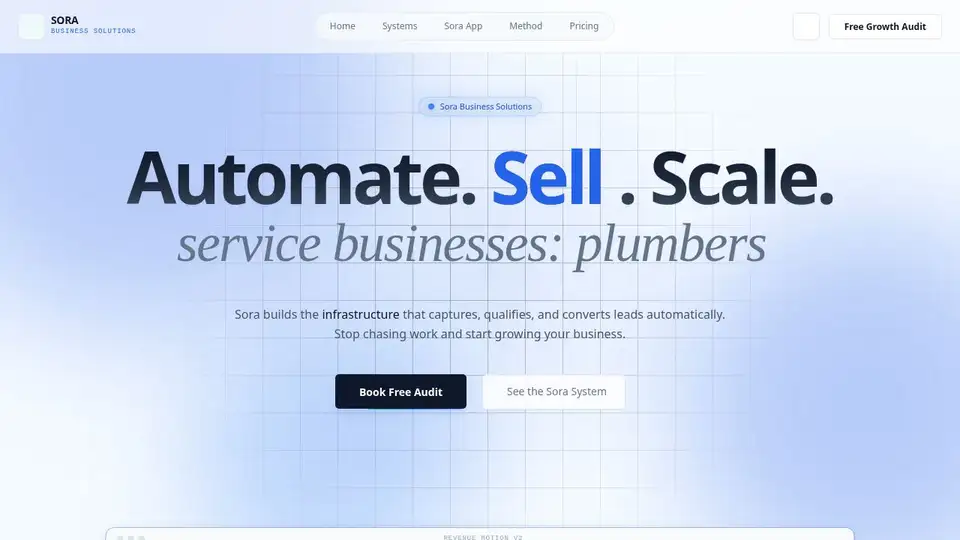 SORA
BUSINESS SOLUTIONS
Home Systems Sora App Method Pricing
Free Growth Audit
Sora Business Solutions
Automate. Sell . Scale.
service businesses: plumbers
Sora builds the infrastructure that captures, qualifies, and converts leads automatically.
Stop chasing work and start growing your business.
Book Free Audit
See the Sora System
REVENUE MOTION V2